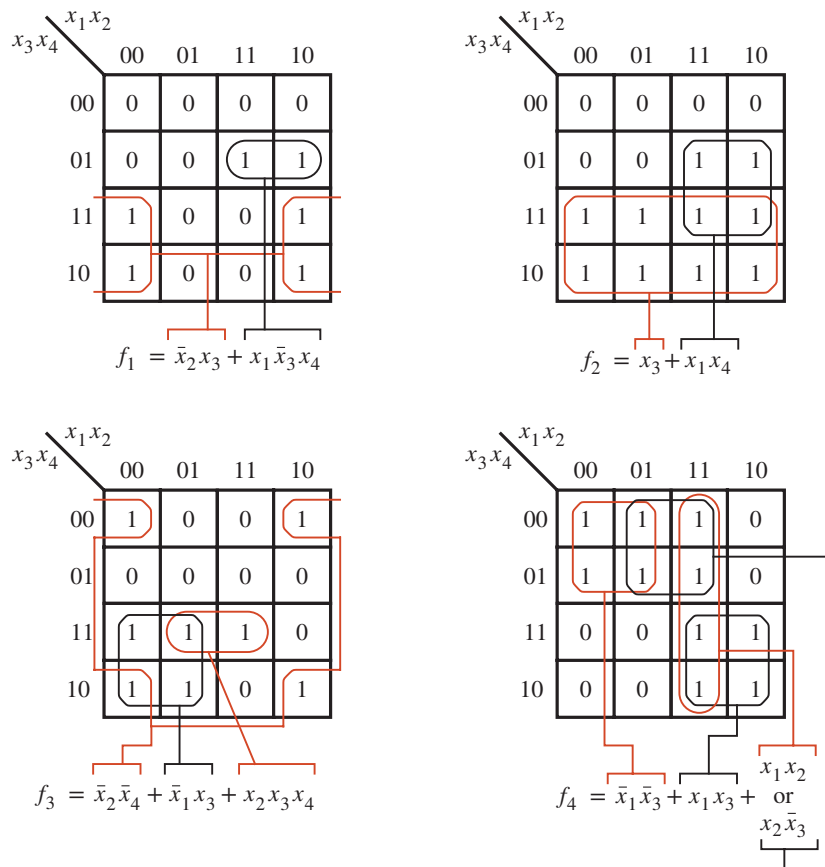 x₁x₂
x₃x₄
00 01 11 10
00 0 0 0 0
01 0 0 1 1
11 1 0 0 1
10 1 0 0 1
f₁ = x̄₂x₃ + x₁x̄₃x₄
x₁x₂
x₃x₄
00 01 11 10
00 0 0 0 0
01 0 0 1 1
11 1 1 1 1
10 1 1 1 1
f₂ = x₃ + x₁x₄
x₁x₂
x₃x₄
00 01 11 10
00 1 0 0 1
01 0 0 0 0
11 1 1 1 0
10 1 1 0 1
f₃ = x̄₂x̄₄ + x̄₁x₃ + x₂x₃x₄
x₁x₂
x₃x₄
00 01 11 10
00 1 1 1 0
01 1 1 1 0
11 0 0 1 1
10 0 0 1 1
x₁x₂
f₄ = x̄₁x̄₃ + x₁x₃ + or
x₂x̄₃